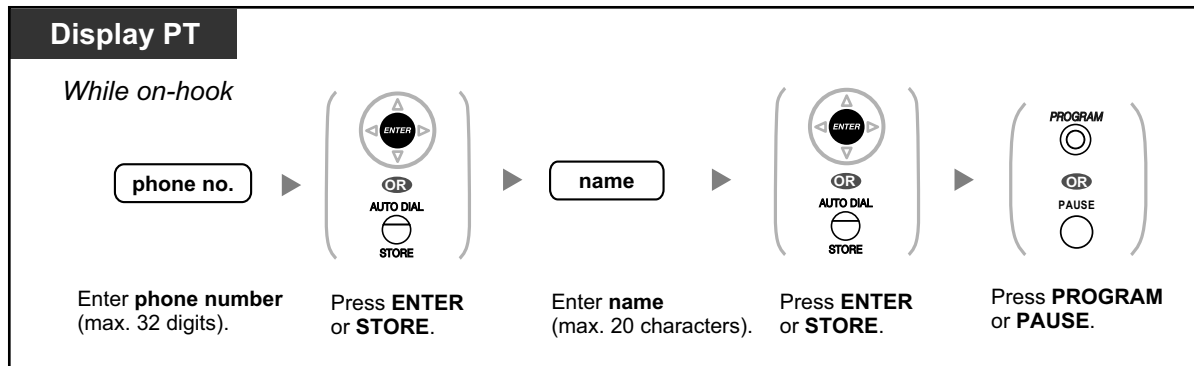 Display PT
While on-hook
phone no.
ENTER
OR
AUTO DIAL
STORE
name
ENTER
OR
AUTO DIAL
STORE
PROGRAM
OR
PAUSE
Enter phone number
(max. 32 digits).
Press ENTER
or STORE.
Enter name
(max. 20 characters).
Press ENTER
or STORE.
Press PROGRAM
or PAUSE.